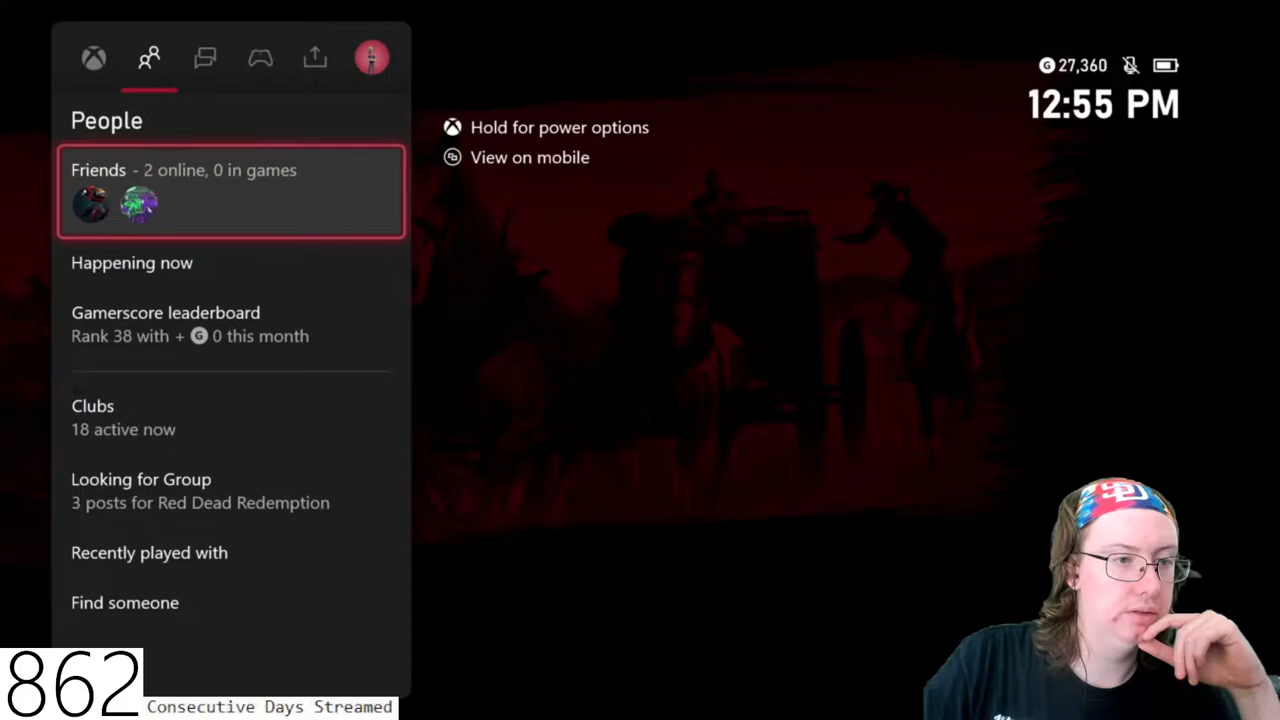 27,360
12:55 PM
Hold for power options
View on mobile
People
Friends - 2 online, 0 in games
Happening now
Gamerscore leaderboard
Rank 38 with + G 0 this month
Clubs
18 active now
Looking for Group
3 posts for Red Dead Redemption
Recently played with
Find someone
862
Consecutive Days Streamed
SD